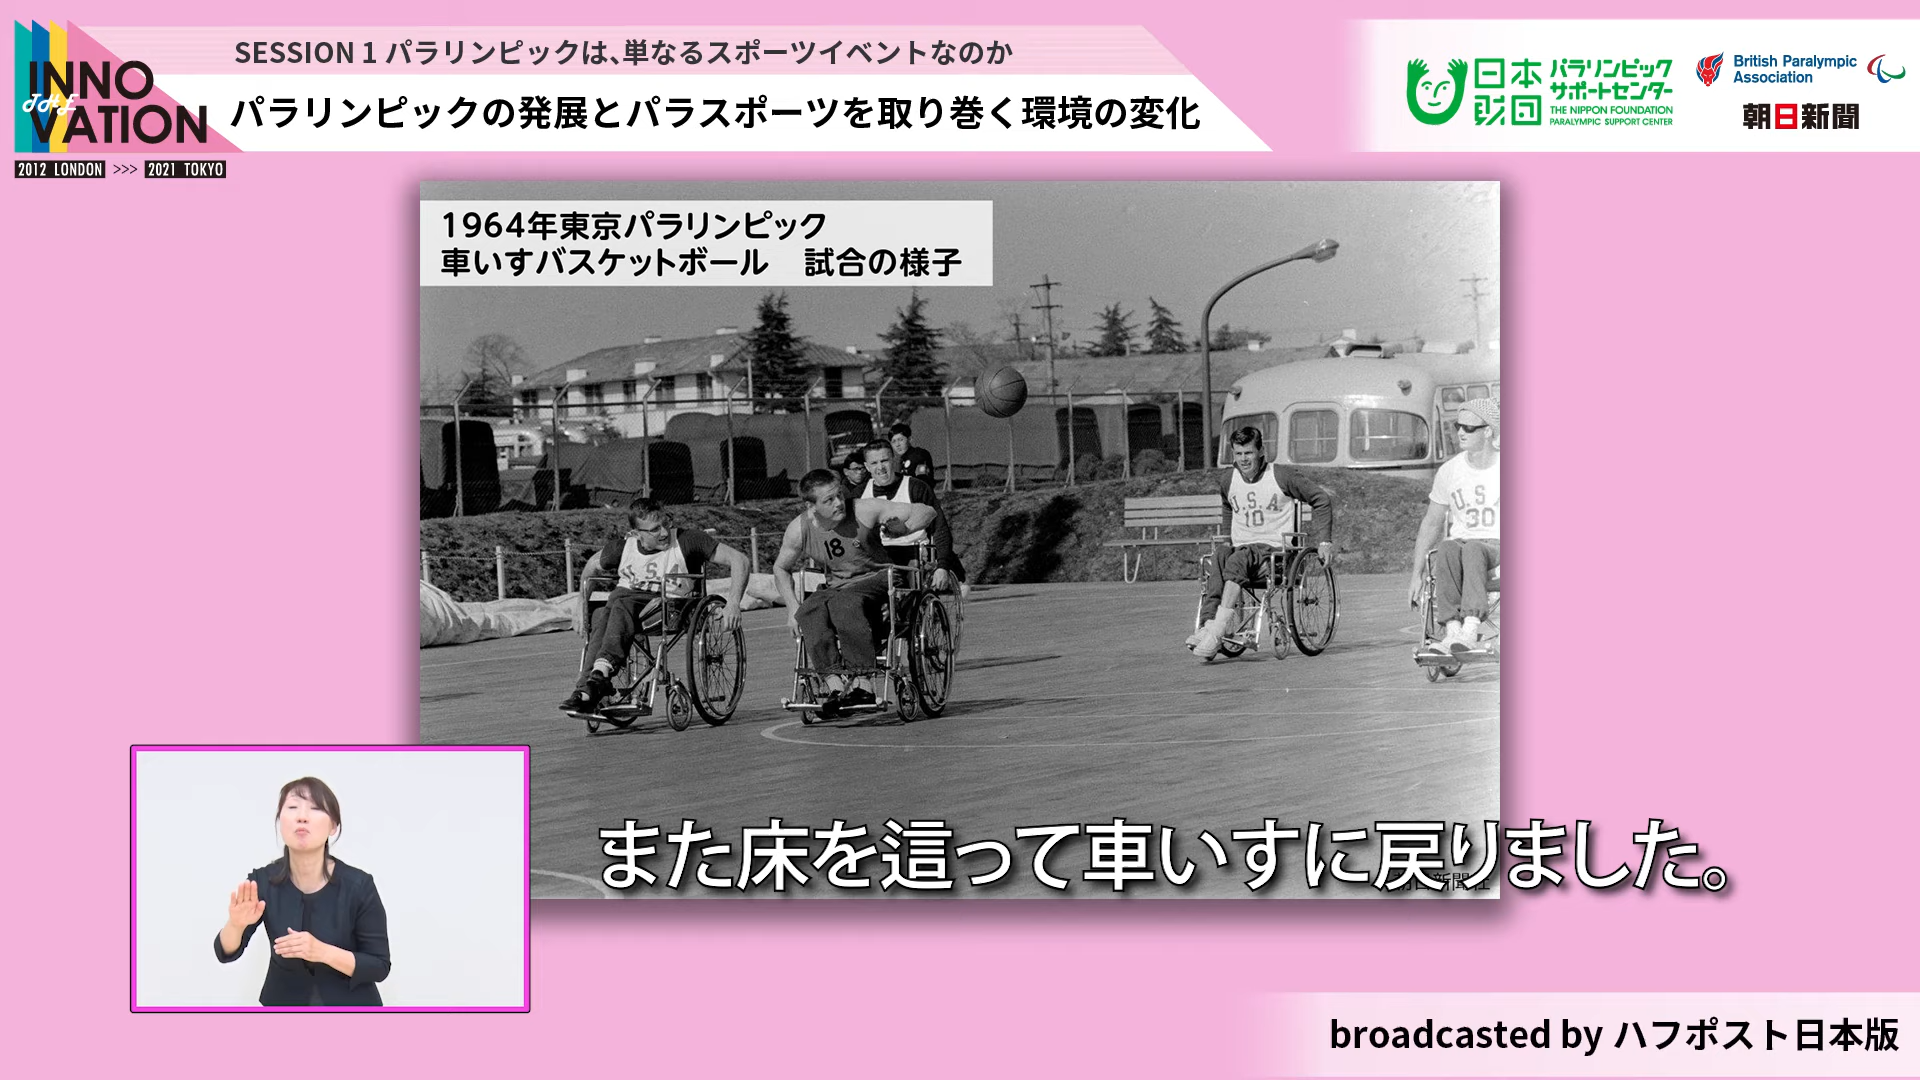 SESSION 1 パラリンピックは、単なるスポーツイベントなのか
パラリンピックの発展とパラスポーツを取り巻く環境の変化
INNO
THE
VATION
2012 LONDON >>> 2021 TOKYO
日本
財団
パラリンピック
サポートセンター
THE NIPPON FOUNDATION
PARALYMPIC SUPPORT CENTER
British Paralympic
Association
朝日新聞
1964年東京パラリンピック
車いすバスケットボール 試合の様子
U.S.A
18
U.S.A
10
U.S
30
また床を這って車いすに戻りました。
朝日新聞社
broadcasted by ハフポスト日本版